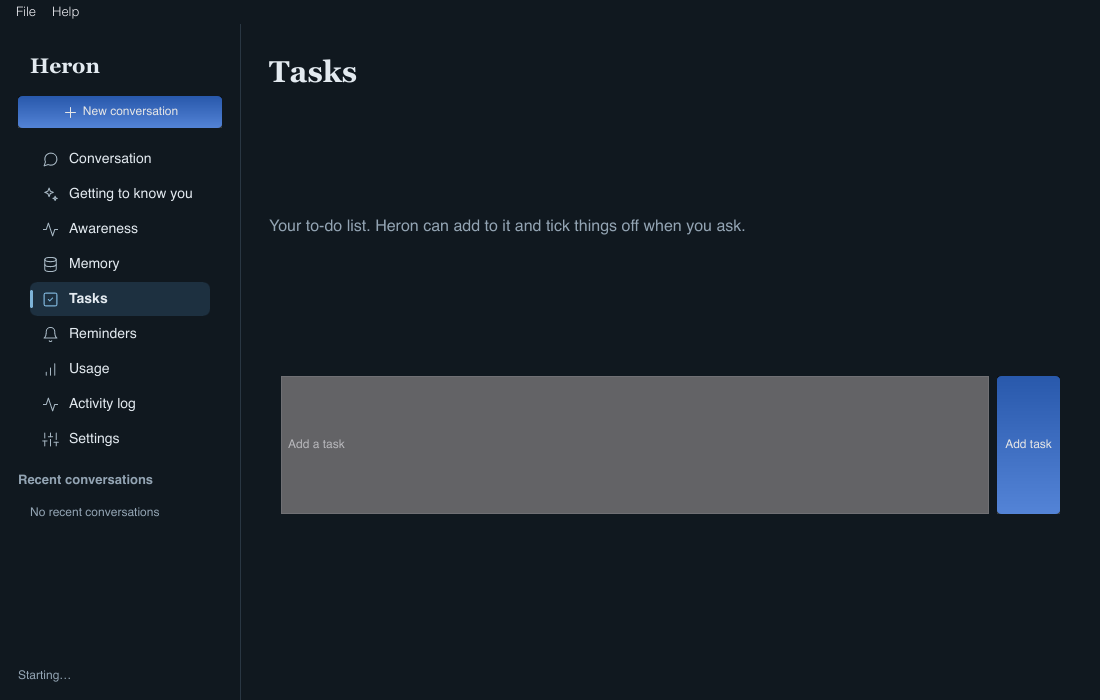 File Help
Heron
New conversation
Conversation
Getting to know you
Awareness
Memory
Tasks
Reminders
Usage
Activity log
Settings
Recent conversations
No recent conversations
Starting…
Tasks
Your to-do list. Heron can add to it and tick things off when you ask.
Add a task
Add task